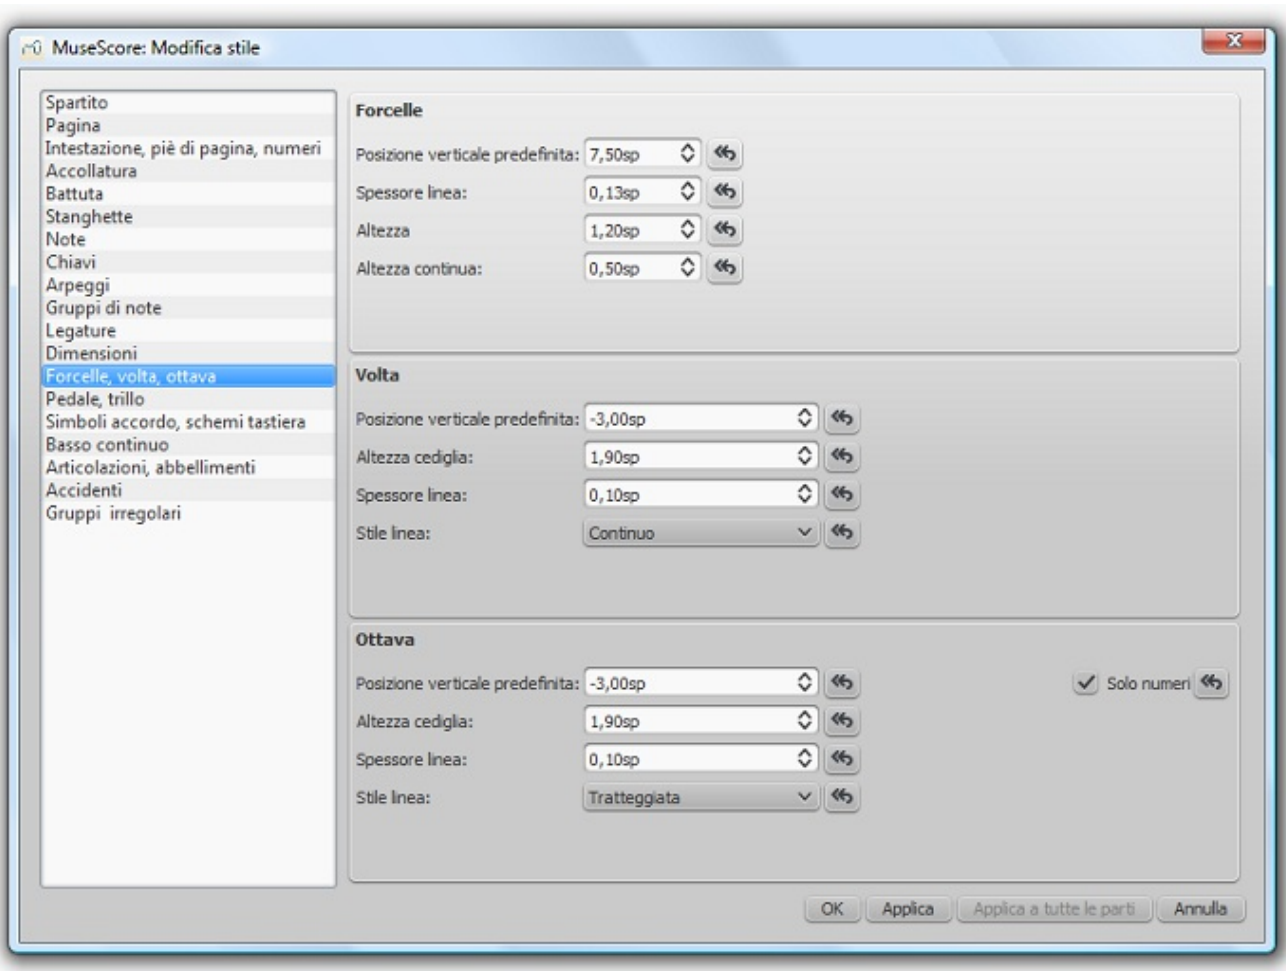 MuseScore: Modifica stile
Spartito
Pagina
Intestazione, piè di pagina, numeri
Accollatura
Battuta
Stanghette
Note
Chiavi
Arpeggi
Gruppi di note
Legature
Dimensioni
Forcelle, volta, ottava
Pedale, trillo
Simboli accordo, schemi tastiera
Basso continuo
Articolazioni, abbellimenti
Accidenti
Gruppi irregolari
Forcelle
Posizione verticale predefinita: 7,50sp
Spessore linea: 0,13sp
Altezza 1,20sp
Altezza continua: 0,50sp
Volta
Posizione verticale predefinita: -3,00sp
Altezza cediglia: 1,90sp
Spessore linea: 0,10sp
Stile linea: Continuo
Ottava
Posizione verticale predefinita: -3,00sp Solo numeri
Altezza cediglia: 1,90sp
Spessore linea: 0,10sp
Stile linea: Tratteggiata
OK Applica Applica a tutte le parti Annulla